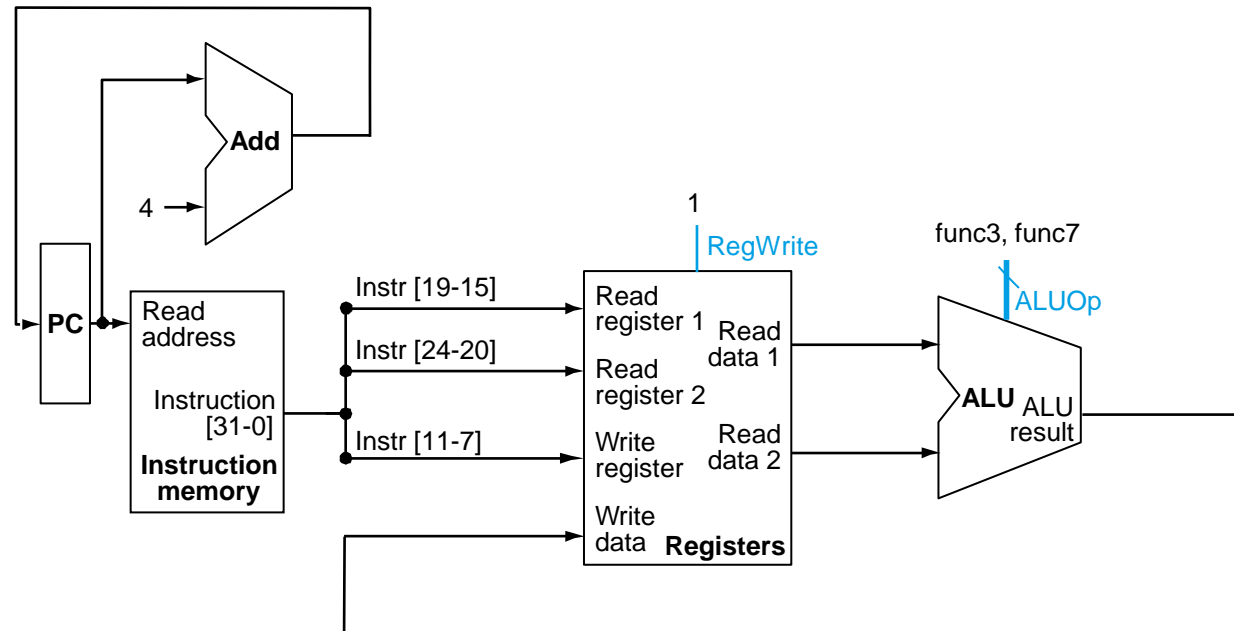 Add
4
PC
Read
address
Instruction
[31-0]
Instruction
memory
Instr [19-15]
Instr [24-20]
Instr [11-7]
1
RegWrite
Read
register 1
Read
register 2
Write
register
Write
data
Read
data 1
Read
data 2
Registers
func3, func7
ALUOp
ALU
ALU
result